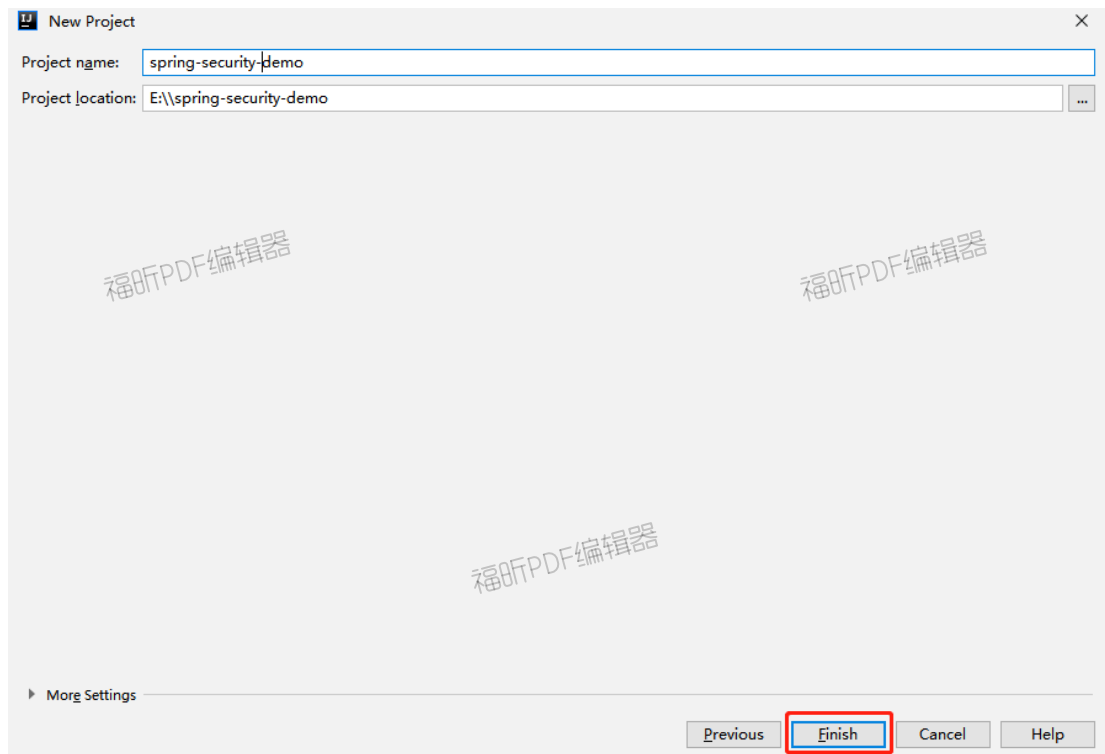 New Project
Project name: spring-security-demo
Project location: E:\\spring-security-demo ...
福昕PDF编辑器
福昕PDF编辑器
福昕PDF编辑器
More Settings
Previous Finish Cancel Help